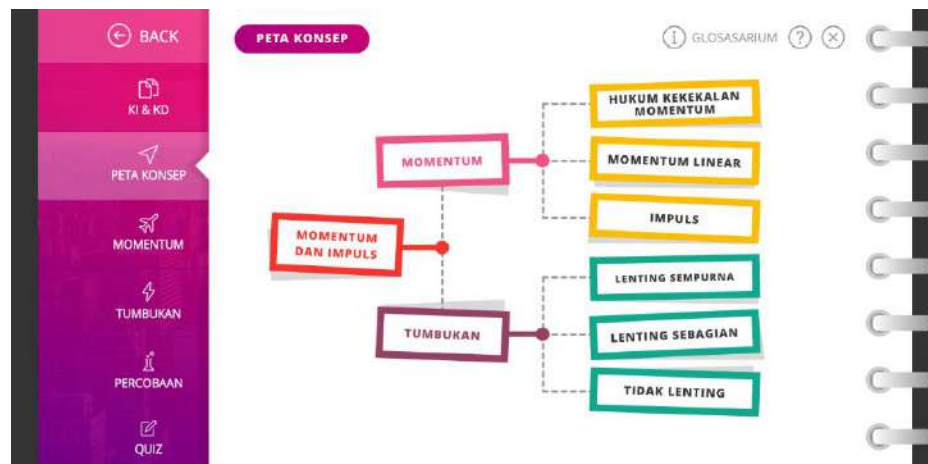 BACK
KI & KD
PETA KONSEP
MOMENTUM
TUMBUKAN
PERCOBAAN
QUIZ
PETA KONSEP
GLOSASARIUM
MOMENTUM
MOMENTUM
DAN IMPULS
TUMBUKAN
HUKUM KEKEKALAN
MOMENTUM
MOMENTUM LINEAR
IMPULS
LENTING SEMPURNA
LENTING SEBAGIAN
TIDAK LENTING